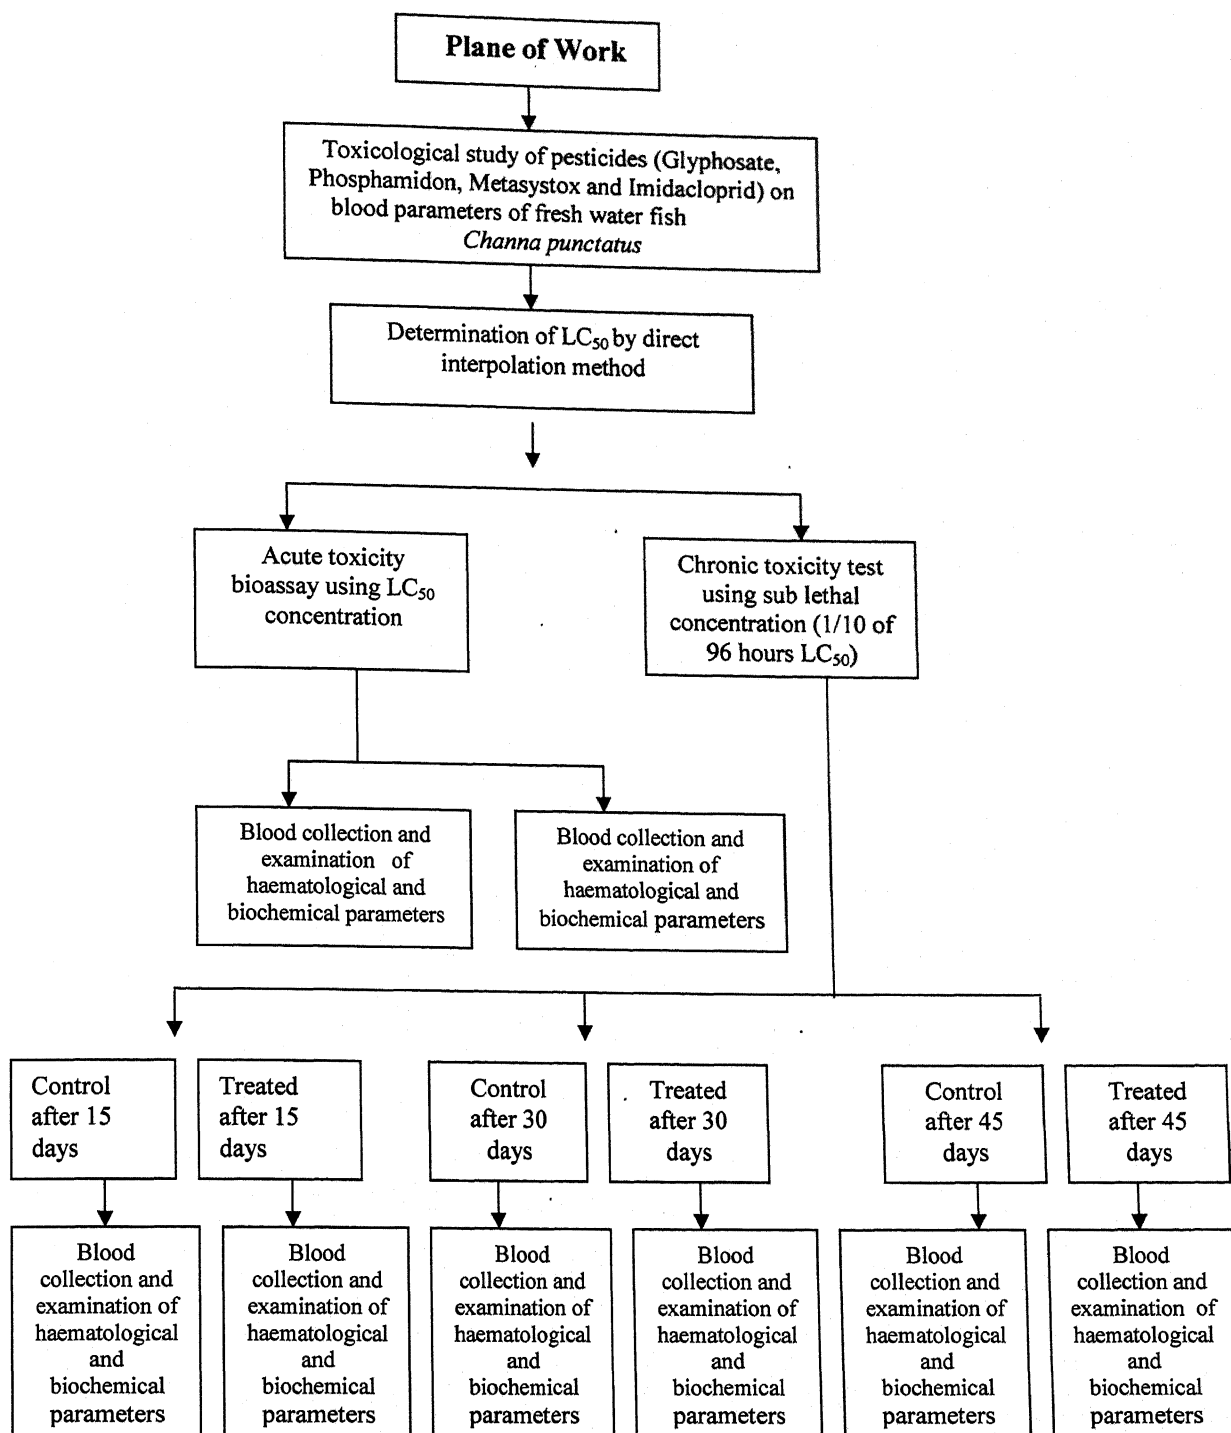 Plane of Work
Toxicological study of pesticides (Glyphosate,
Phosphamidon, Metasystox and Imidacloprid) on
blood parameters of fresh water fish
Channa punctatus
Determination of LC₅₀ by direct
interpolation method
Acute toxicity
bioassay using LC₅₀
concentration
Chronic toxicity test
using sub lethal
concentration (1/10 of
96 hours LC₅₀)
Blood collection and
examination of
haematological and
biochemical parameters
Blood collection and
examination of
haematological and
biochemical parameters
Control
after 15
days
Treated
after 15
days
Control
after 30
days
Treated
after 30
days
Control
after 45
days
Treated
after 45
days
Blood
collection and
examination of
haematological
and
biochemical
parameters
Blood
collection and
examination of
haematological
and
biochemical
parameters
Blood
collection and
examination of
haematological
and
biochemical
parameters
Blood
collection and
examination of
haematological
and
biochemical
parameters
Blood
collection and
examination of
haematological
and
biochemical
parameters
Blood
collection and
examination of
haematological
and
biochemical
parameters